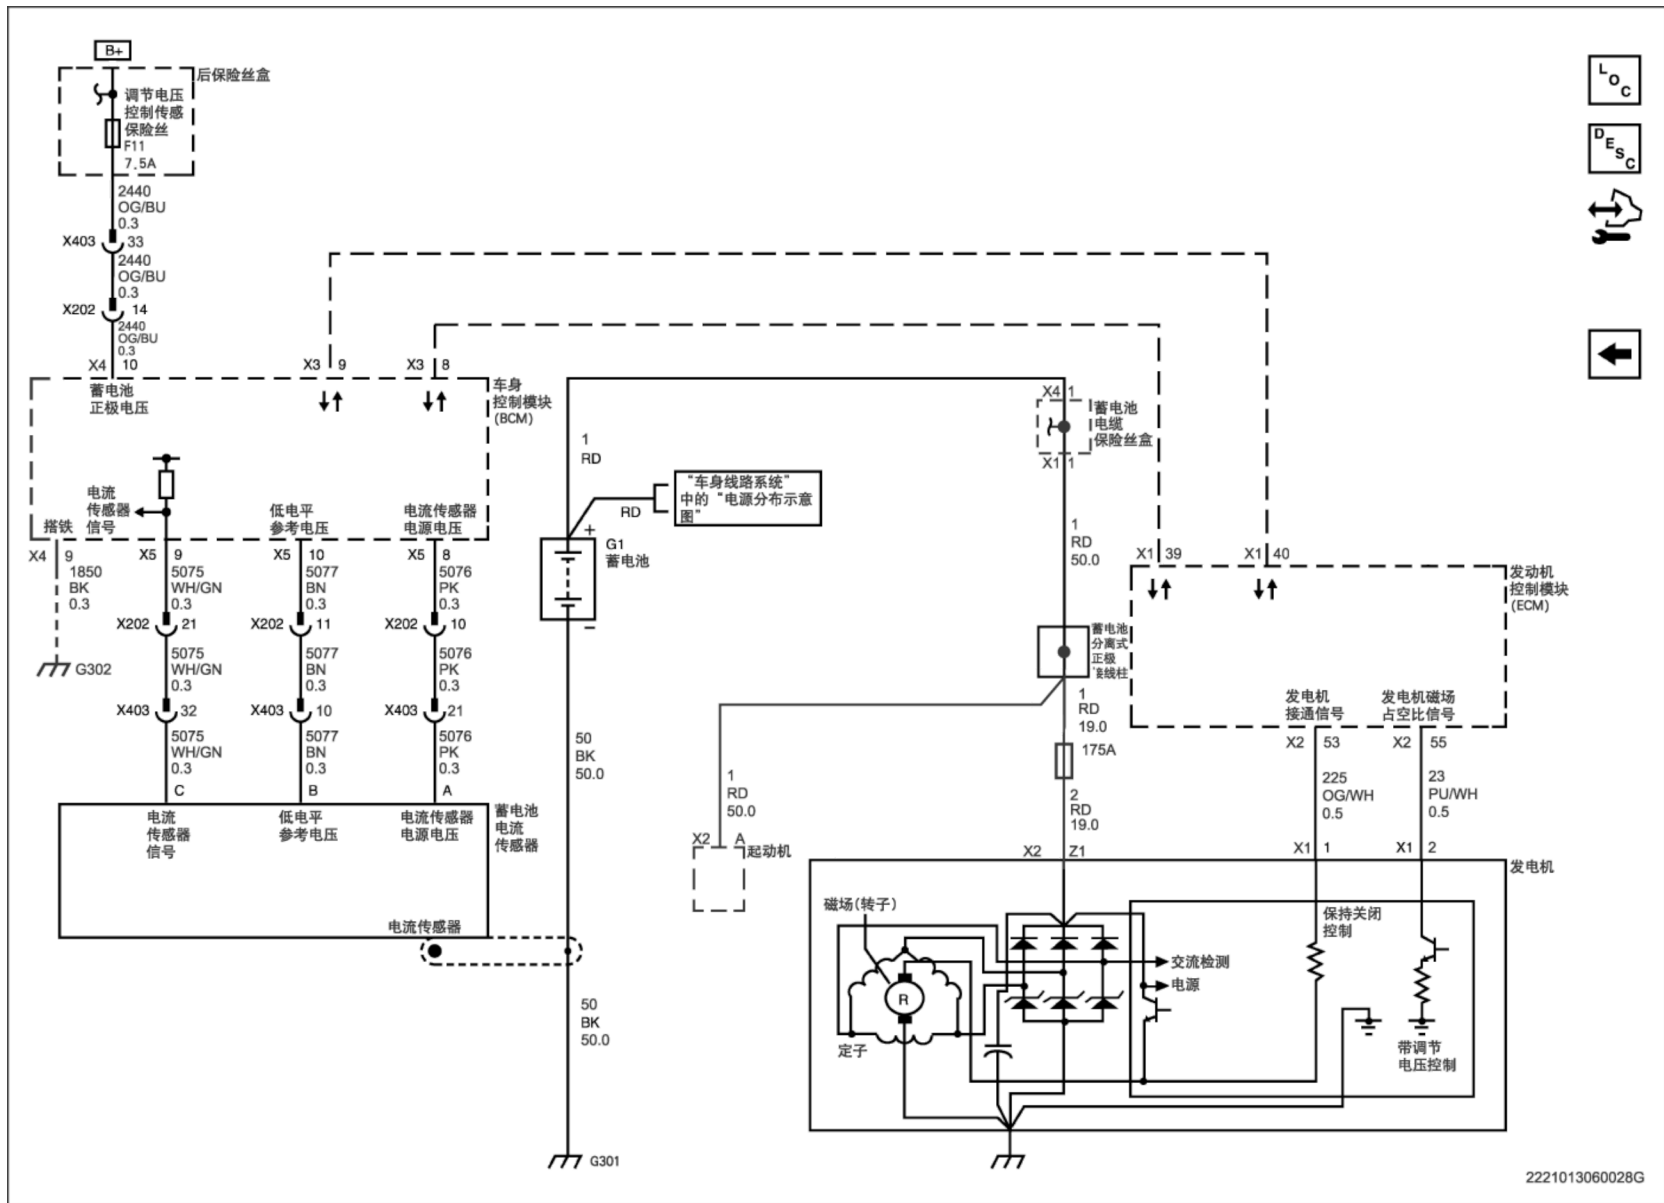 B+
后保险丝盒
调节电压
控制传感
保险丝
F11
7.5A
2440
OG/BU
0.3
X403 33
2440
OG/BU
0.3
X202 14
2440
OG/BU
0.3
X4 10
X3 9
X3 8
蓄电池
正极电压
车身
控制模块
(BCM)
电流
传感器
信号
搭铁
低电平
参考电压
电流传感器
电源电压
X4 9
X5 9
X5 10
X5 8
1850
BK
0.3
5075
WH/GN
0.3
5077
BN
0.3
5076
PK
0.3
X202 21
X202 11
X202 10
G302
5075
WH/GN
0.3
5077
BN
0.3
5076
PK
0.3
X403 32
X403 10
X403 21
5075
WH/GN
0.3
5077
BN
0.3
5076
PK
0.3
C
B
A
电流
传感器
信号
低电平
参考电压
电流传感器
电源电压
蓄电池
电流
传感器
电流传感器
1
RD
RD
“车身线路系统”
中的“电源分布示意
图”
+
G1
蓄电池
−
50
BK
50.0
50
BK
50.0
G301
X4 1
蓄电池
电缆
保险丝盒
X1 1
1
RD
50.0
蓄电池
分离式
正极
接线柱
1
RD
19.0
175A
2
RD
19.0
1
RD
50.0
X2 A
起动机
X2 Z1
X1 39
X1 40
发动机
控制模块
(ECM)
发电机
接通信号
发电机磁场
占空比信号
X2 53
X2 55
225
OG/WH
0.5
23
PU/WH
0.5
X1 1
X1 2
发电机
磁场(转子)
R
定子
交流检测
电源
保持关闭
控制
带调节
电压控制
L
O
C
D
E
S
C
2221013060028G